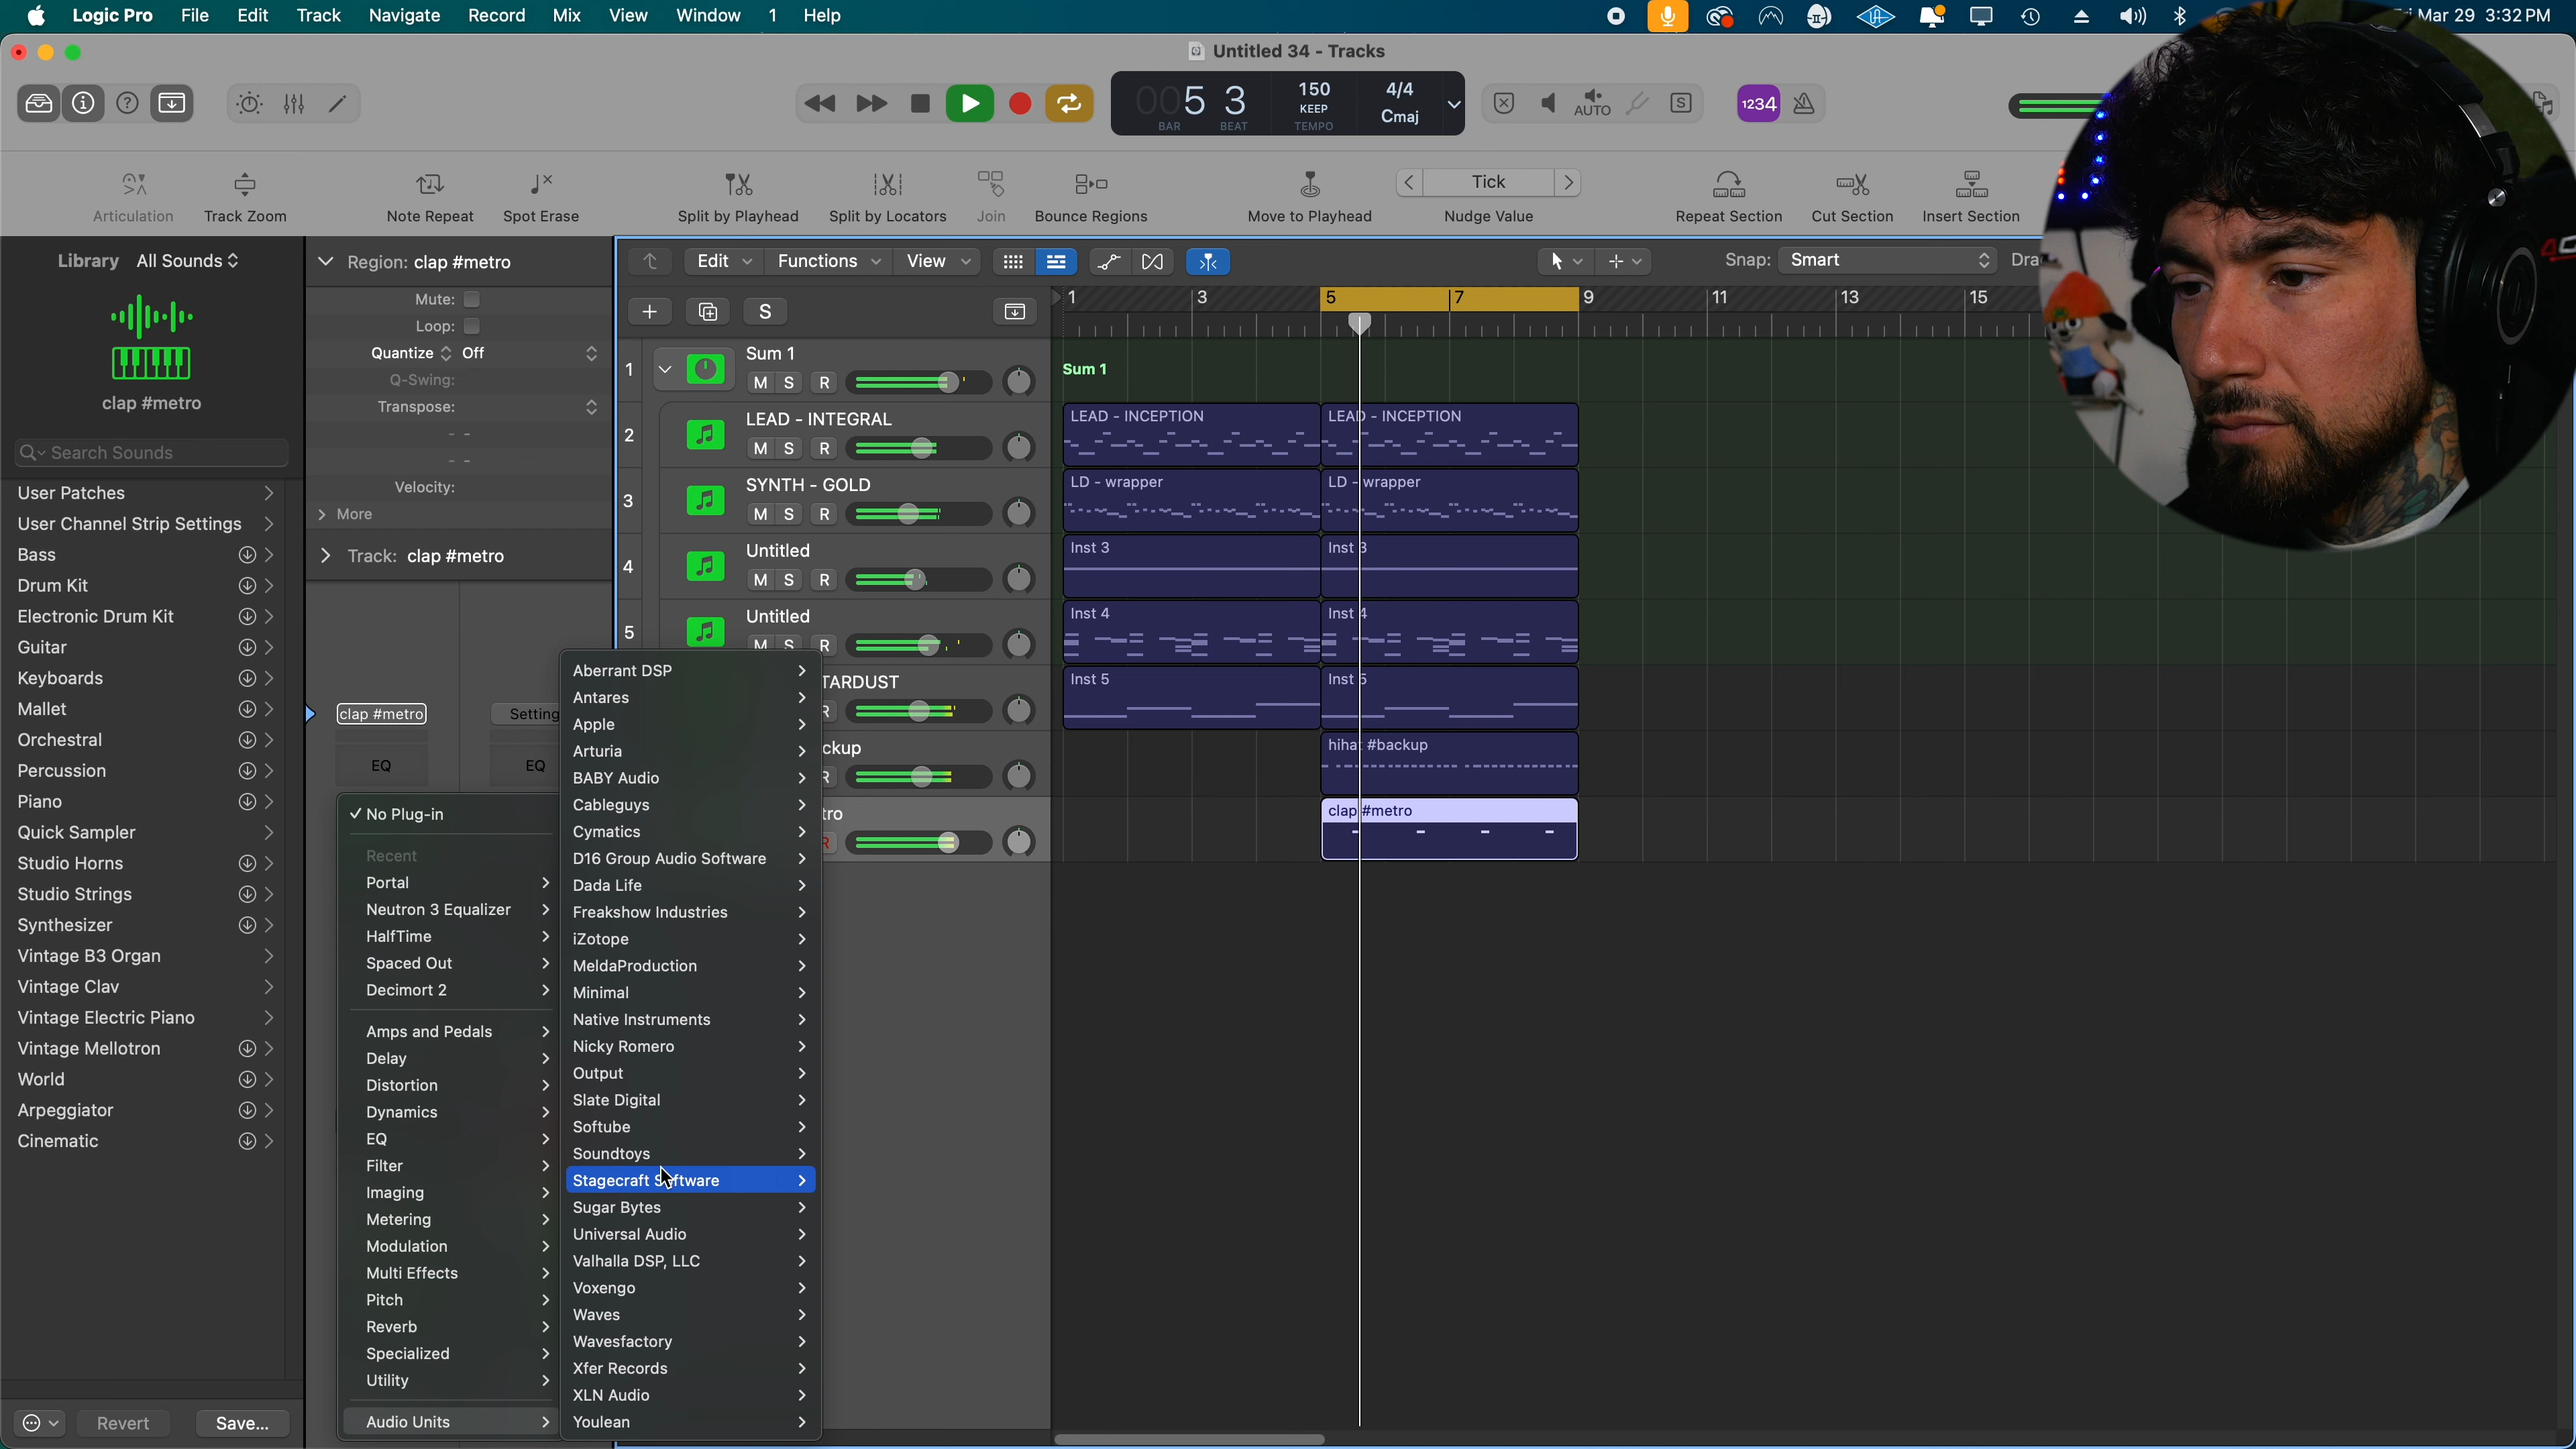 Logic Pro File Edit Track Navigate Record Mix View Window 1 Help
Mar 29 3:32 PM
Untitled 34 - Tracks
005 3
BAR BEAT
150
KEEP
TEMPO
4/4
Cmaj
AUTO
S
1234
Articulation
Track Zoom
Note Repeat
Spot Erase
Split by Playhead
Split by Locators
Join
Bounce Regions
Move to Playhead
Tick
Nudge Value
Repeat Section
Cut Section
Insert Section
Library All Sounds
clap #metro
Search Sounds
User Patches
User Channel Strip Settings
Bass
Drum Kit
Electronic Drum Kit
Guitar
Keyboards
Mallet
Orchestral
Percussion
Piano
Quick Sampler
Studio Horns
Studio Strings
Synthesizer
Vintage B3 Organ
Vintage Clav
Vintage Electric Piano
Vintage Mellotron
World
Arpeggiator
Cinematic
Revert
Save...
Region: clap #metro
Mute:
Loop:
Quantize Off
Q-Swing:
Transpose:
Velocity:
More
Track: clap #metro
clap #metro
Setting
EQ
EQ
No Plug-in
Recent
Portal
Neutron 3 Equalizer
HalfTime
Spaced Out
Decimort 2
Amps and Pedals
Delay
Distortion
Dynamics
EQ
Filter
Imaging
Metering
Modulation
Multi Effects
Pitch
Reverb
Specialized
Utility
Audio Units
Aberrant DSP
Antares
Apple
Arturia
BABY Audio
Cableguys
Cymatics
D16 Group Audio Software
Dada Life
Freakshow Industries
iZotope
MeldaProduction
Minimal
Native Instruments
Nicky Romero
Output
Slate Digital
Softube
Soundtoys
Stagecraft Software
Sugar Bytes
Universal Audio
Valhalla DSP, LLC
Voxengo
Waves
Wavesfactory
Xfer Records
XLN Audio
Youlean
Edit
Functions
View
Snap: Smart
S
1 3 5 7 9 11 13 15
1 Sum 1
M S R
Sum 1
2 LEAD - INTEGRAL
M S R
LEAD - INCEPTION
LEAD - INCEPTION
3 SYNTH - GOLD
M S R
LD - wrapper
LD - wrapper
4 Untitled
M S R
Inst 3
Inst 3
5 Untitled
M S R
Inst 4
Inst 4
TARDUST
R
Inst 5
Inst 5
ckup
R
hihat #backup
tro
R
clap #metro